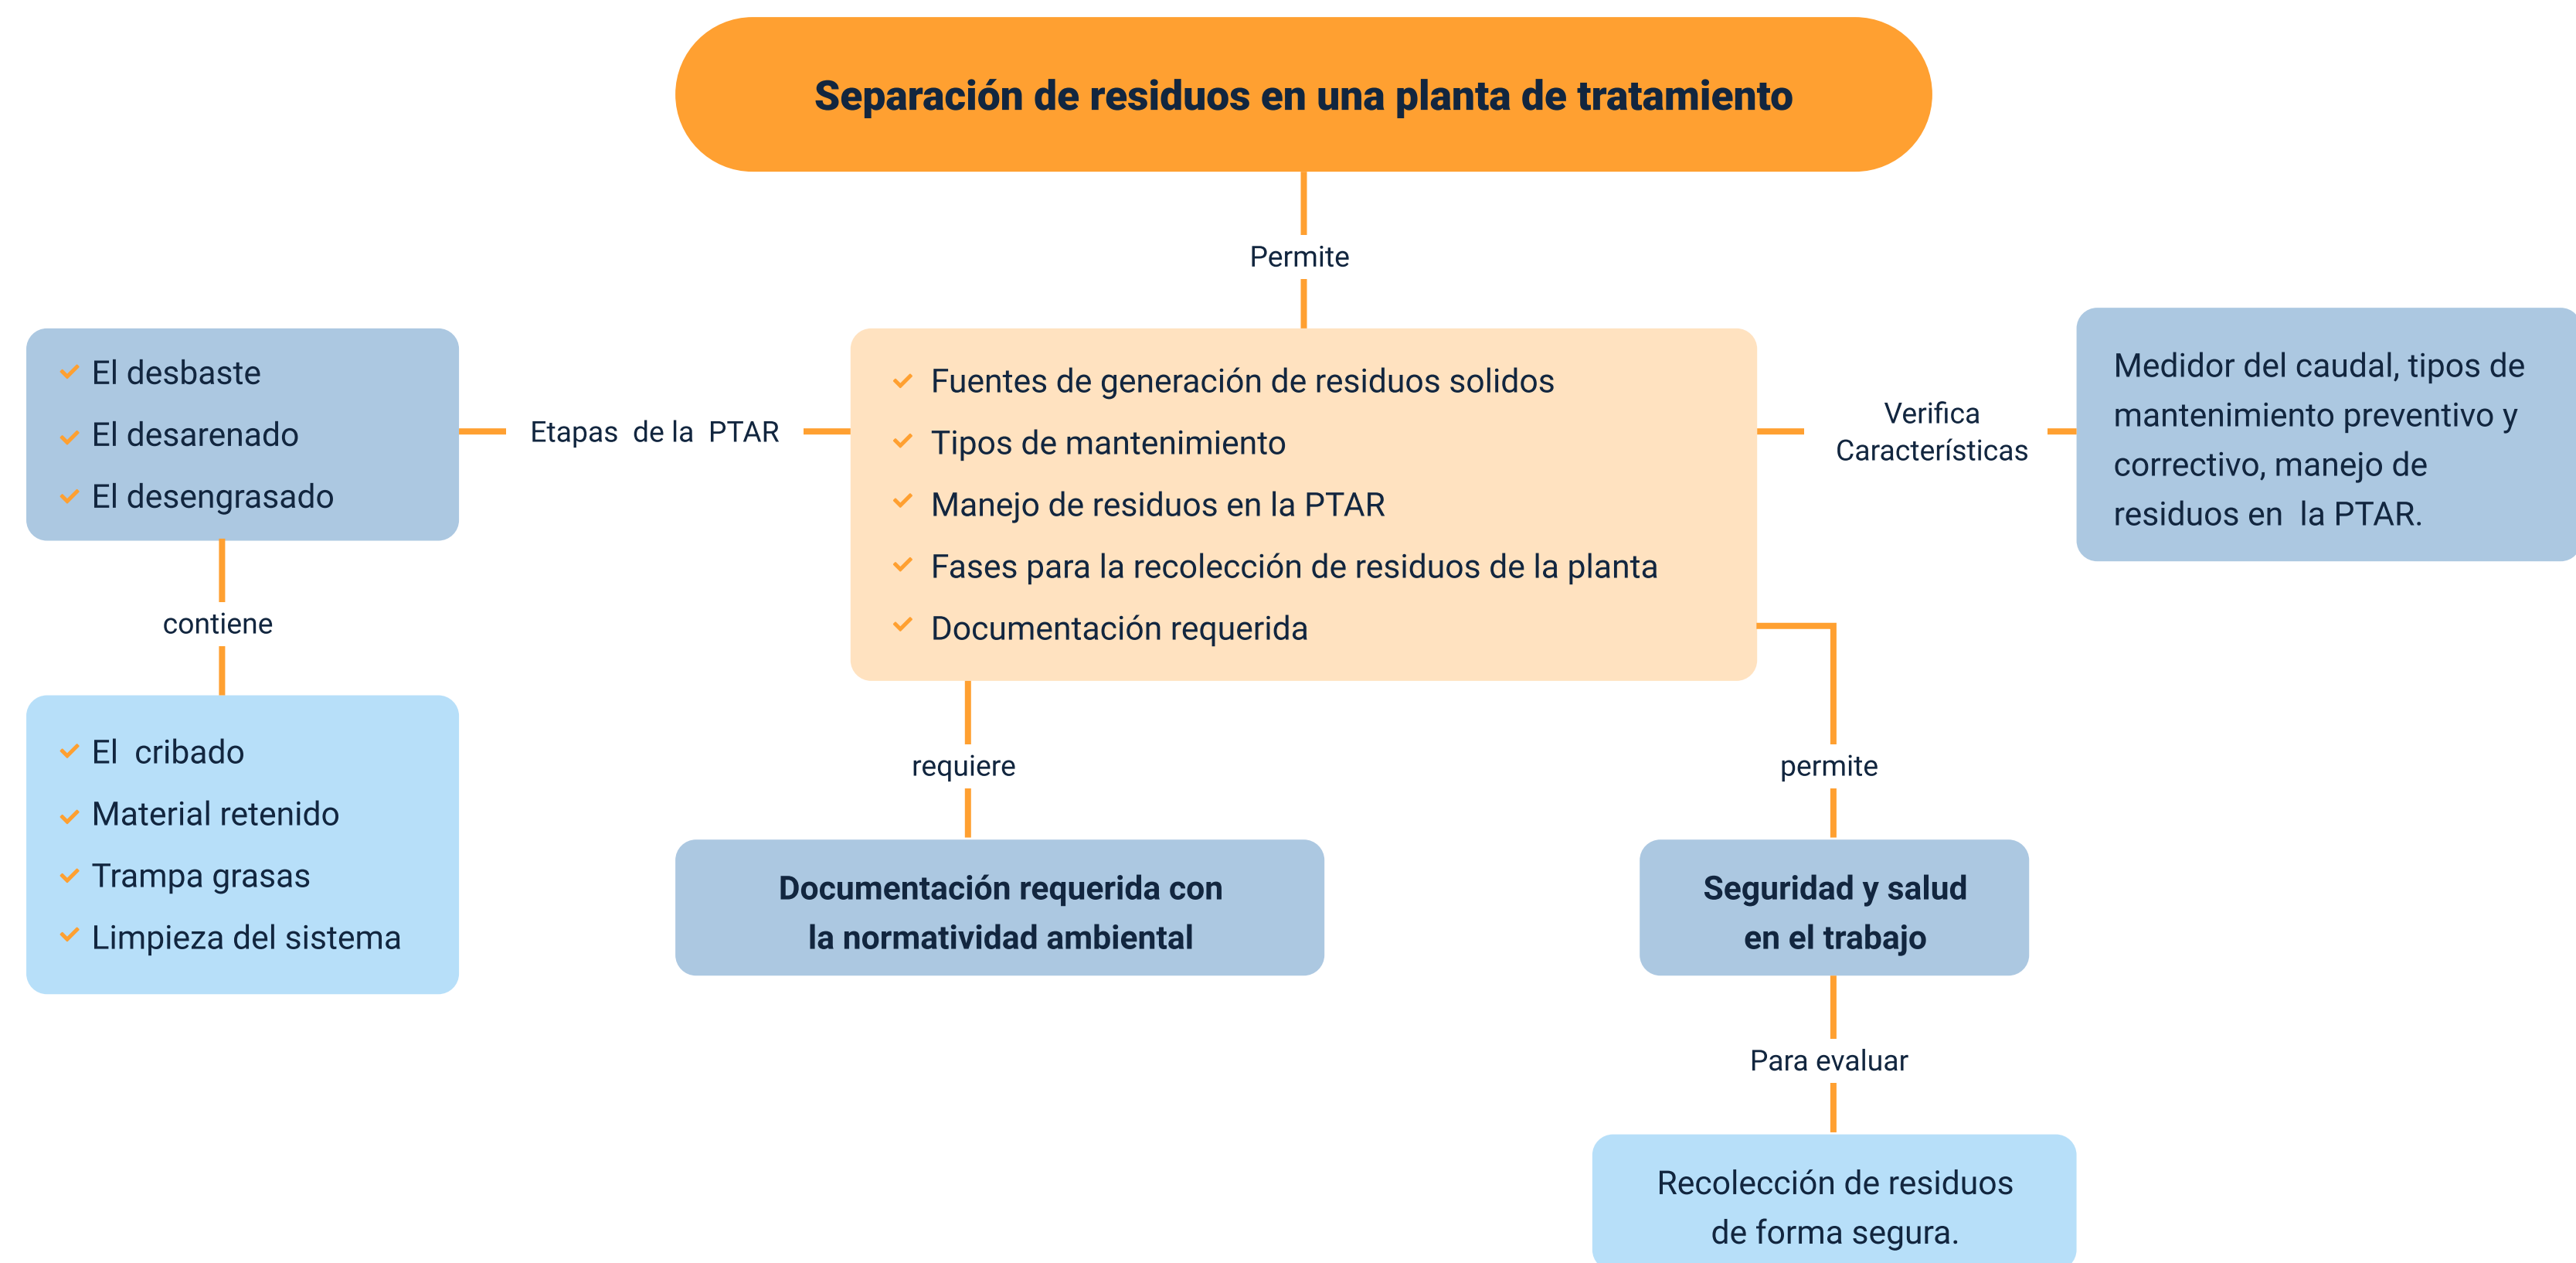 Separación de residuos en una planta de tratamiento
Permite
El desbaste
El desarenado
El desengrasado
Etapas de la PTAR
Fuentes de generación de residuos solidos
Tipos de mantenimiento
Manejo de residuos en la PTAR
Fases para la recolección de residuos de la planta
Documentación requerida
Verifica
Características
Medidor del caudal, tipos de
mantenimiento preventivo y
correctivo, manejo de
residuos en la PTAR.
contiene
El cribado
Material retenido
Trampa grasas
Limpieza del sistema
requiere
Documentación requerida con
la normatividad ambiental
permite
Seguridad y salud
en el trabajo
Para evaluar
Recolección de residuos
de forma segura.